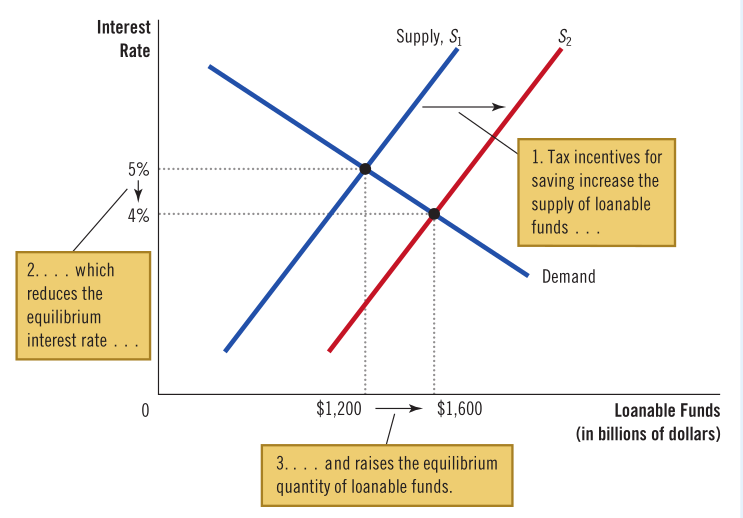 Interest
Rate
Supply, S1
S2
1. Tax incentives for
saving increase the
supply of loanable
funds . . .
5%
4%
2. . . . which
reduces the
equilibrium
interest rate . . .
Demand
0
$1,200
$1,600
Loanable Funds
(in billions of dollars)
3. . . . and raises the equilibrium
quantity of loanable funds.